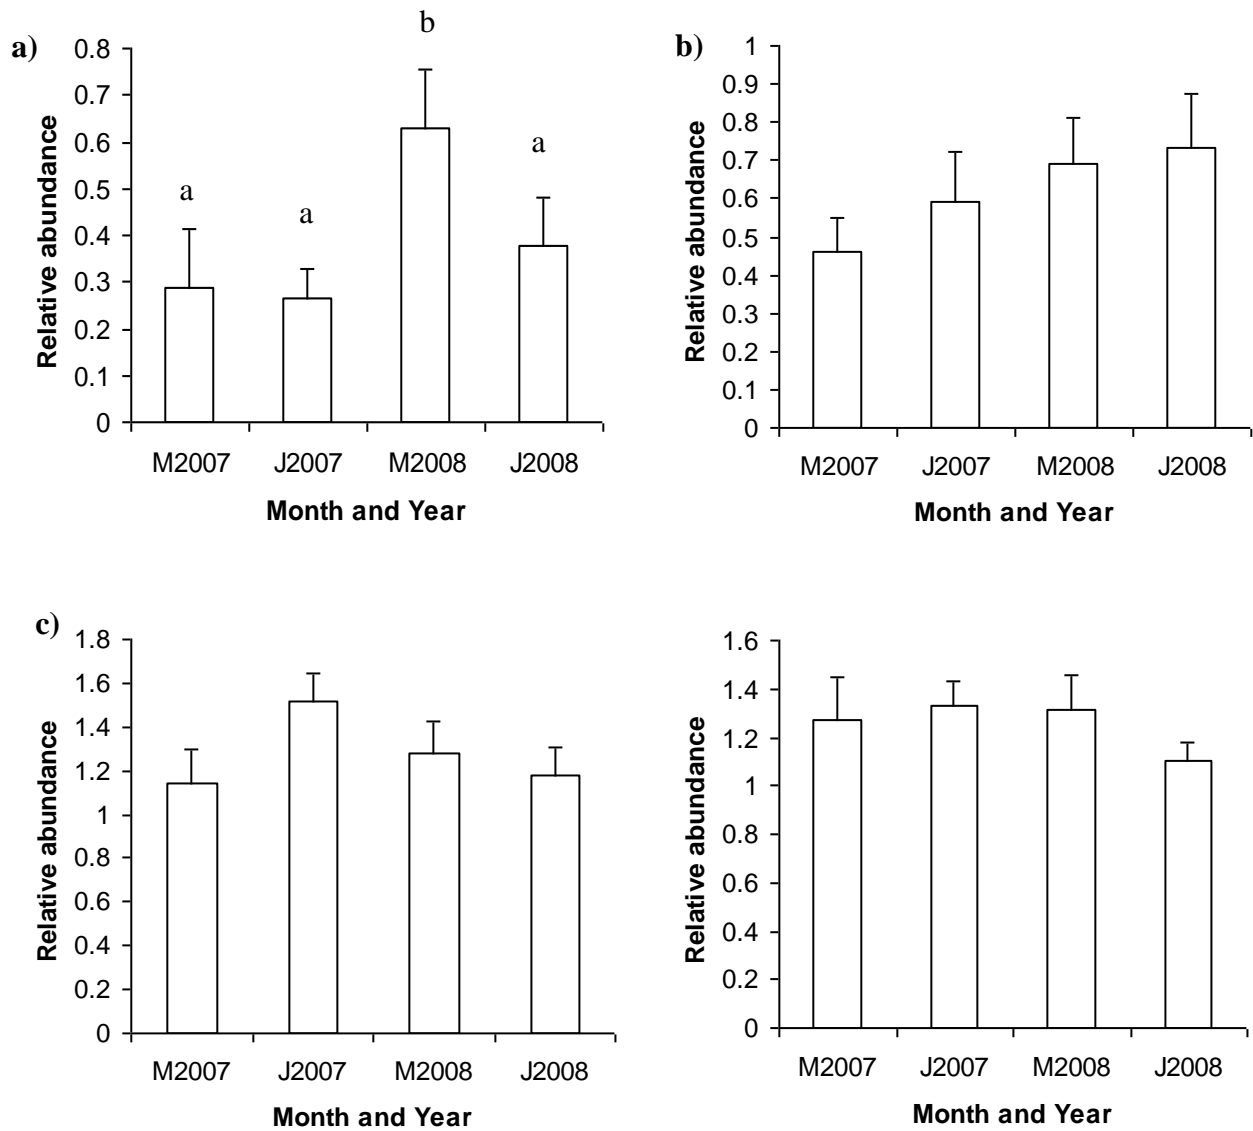 a)
b
a
a
a
0.8
0.7
0.6
0.5
0.4
0.3
0.2
0.1
0
Relative abundance
M2007 J2007 M2008 J2008
Month and Year
b)
1
0.9
0.8
0.7
0.6
0.5
0.4
0.3
0.2
0.1
0
Relative abundance
M2007 J2007 M2008 J2008
Month and Year
c)
1.8
1.6
1.4
1.2
1
0.8
0.6
0.4
0.2
0
Relative abundance
M2007 J2007 M2008 J2008
Month and Year
1.6
1.4
1.2
1
0.8
0.6
0.4
0.2
0
Relative abundance
M2007 J2007 M2008 J2008
Month and Year